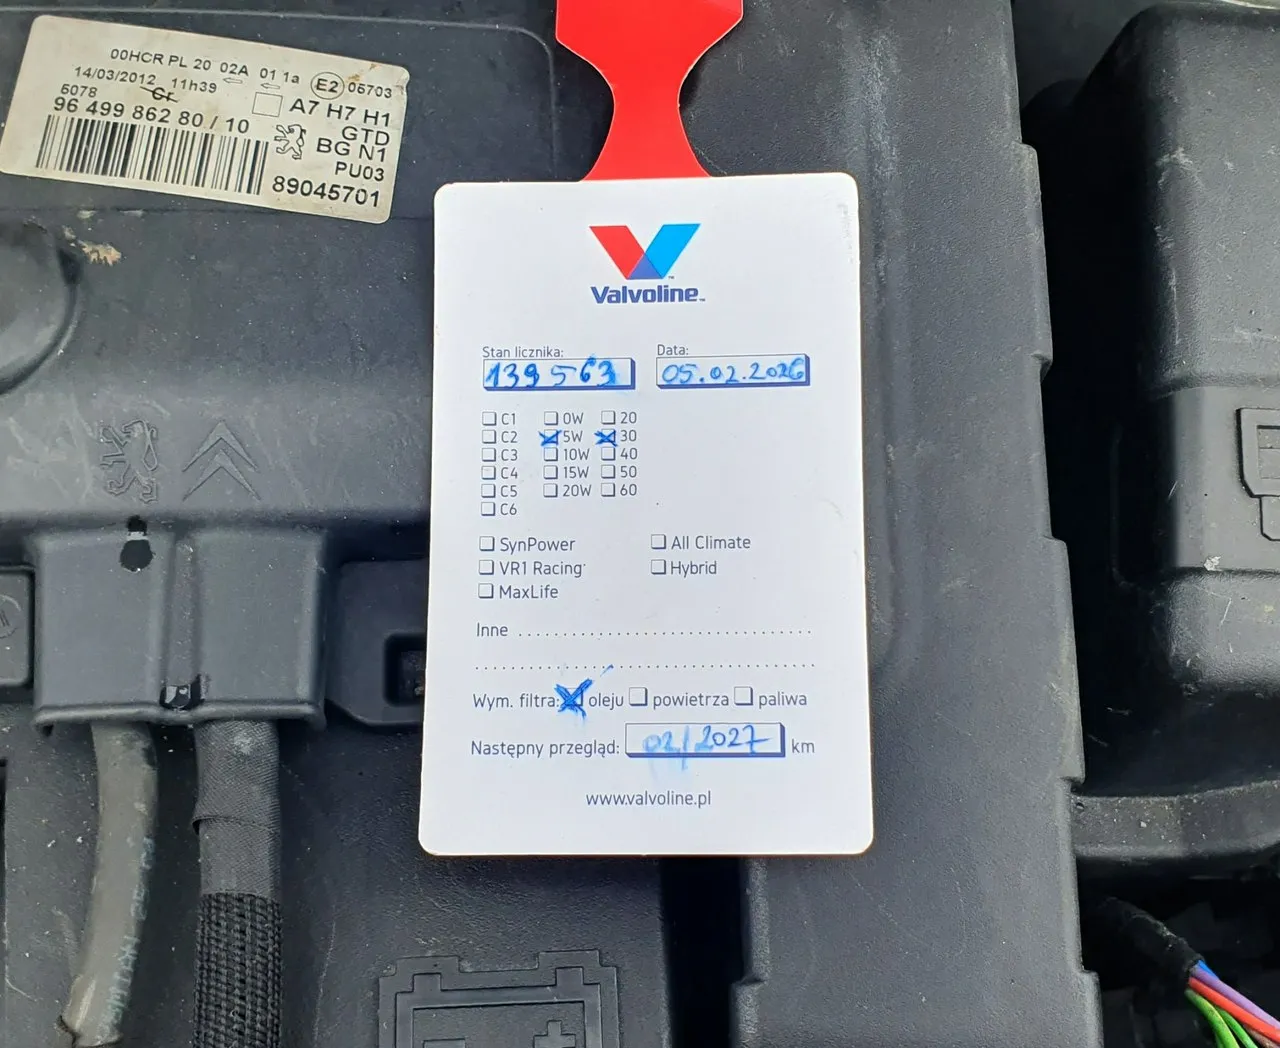 00HCR PL 20 02A 01 1a
14/03/2012 11h39 E2 05703
6078
96 499 862 80 / 10 A7 H7 H1
GTD
BG N1
PU03
89045701
Valvoline™
Stan licznika: Data:
139563 05.02.2026
C1 0W 20
C2 5W 30
C3 10W 40
C4 15W 50
C5 20W 60
C6
SynPower All Climate
VR1 Racing Hybrid
MaxLife
Inne
Wym. filtra: oleju powietrza paliwa
Następny przegląd: 02/2027 km
www.valvoline.pl